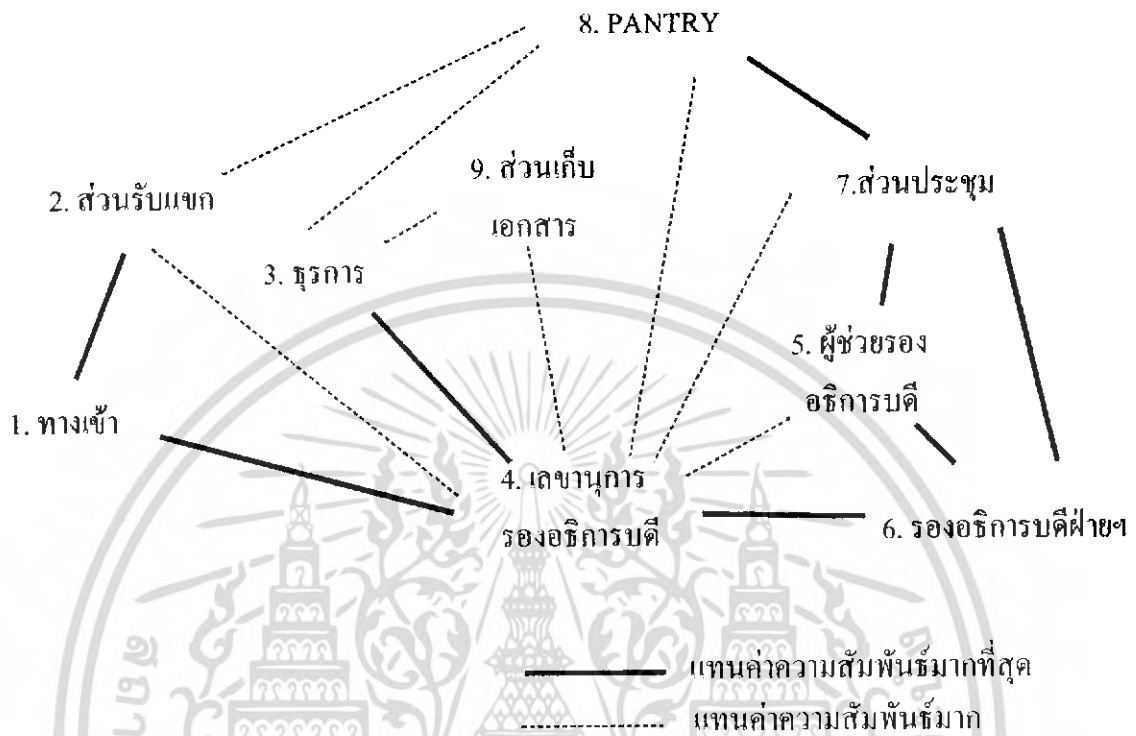 8. PANTRY
9. ส่วนเก็บ
เอกสาร
2. ส่วนรับแขก
7.ส่วนประชุม
3. ธุรการ
5. ผู้ช่วยรอง
อธิการบดี
1. ทางเข้า
4. เลขานุการ
รองอธิการบดี
6. รองอธิการบดีฝ่ายฯ
แทนค่าความสัมพันธ์มากที่สุด
แทนค่าความสัมพันธ์มาก